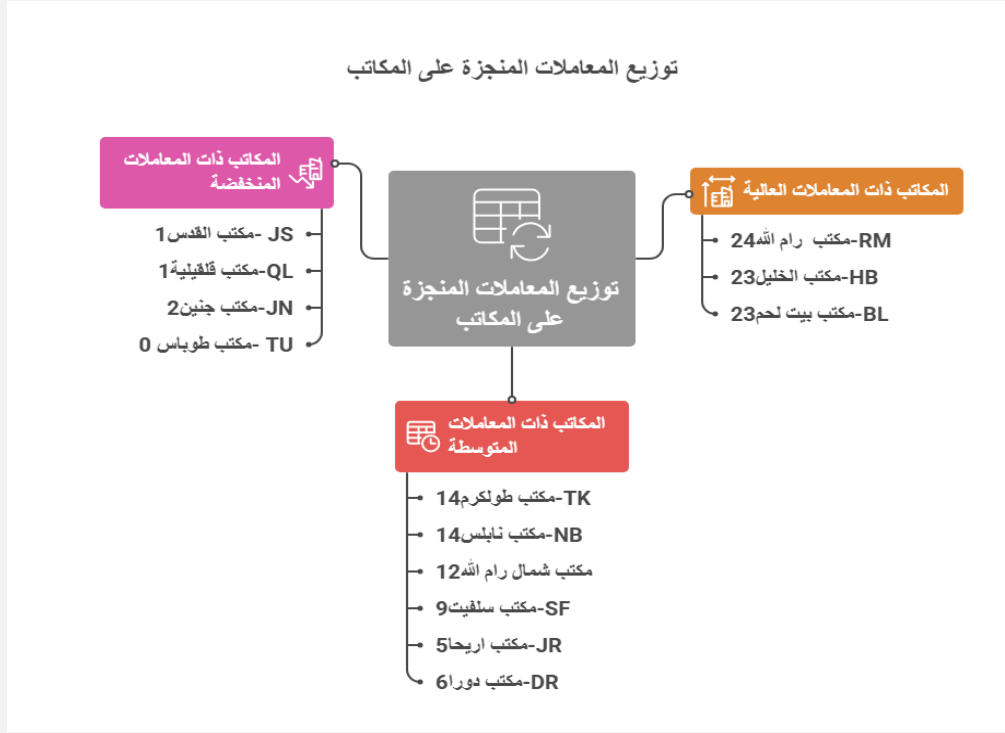 توزيع المعاملات المنجزة على المكاتب
المكاتب ذات المعاملات العالية
RM-مكتب رام الله24
HB-مكتب الخليل23
BL-مكتب بيت لحم23
توزيع المعاملات المنجزة
على المكاتب
المكاتب ذات المعاملات
المنخفضة
JS -مكتب القدس1
QL-مكتب قلقيلية1
JN-مكتب جنين2
TU -مكتب طوباس 0
المكاتب ذات المعاملات
المتوسطة
TK-مكتب طولكرم14
NB-مكتب نابلس14
مكتب شمال رام الله12
SF-مكتب سلفيت9
JR-مكتب اريحا5
DR-مكتب دورا6